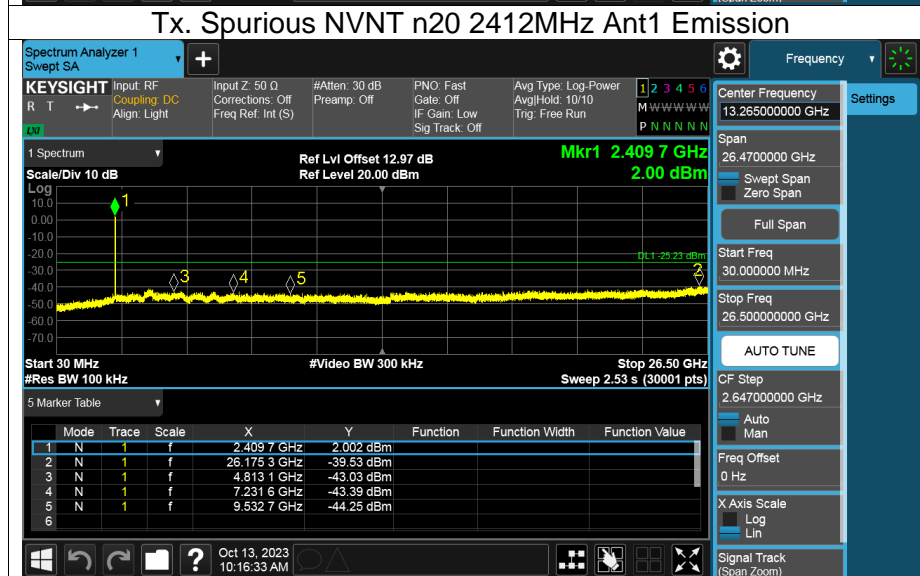 (Span Zoom)
Tx. Spurious NVNT n20 2412MHz Ant1 Emission
Spectrum Analyzer 1
Swept SA
+
Frequency
KEYSIGHT
R T
LXI
Input: RF
Coupling: DC
Align: Light
Input Z: 50 Ω
Corrections: Off
Freq Ref: Int (S)
#Atten: 30 dB
Preamp: Off
PNO: Fast
Gate: Off
IF Gain: Low
Sig Track: Off
Avg Type: Log-Power
Avg|Hold: 10/10
Trig: Free Run
1 2 3 4 5 6
M W W W W W
P N N N N N
1 Spectrum
Scale/Div 10 dB
Ref Lvl Offset 12.97 dB
Ref Level 20.00 dBm
Mkr1 2.409 7 GHz
2.00 dBm
Log
10.0
0.00
-10.0
-20.0
-30.0
-40.0
-50.0
-60.0
-70.0
1
3
4
5
2
DL1 -25.23 dBm
Start 30 MHz
#Res BW 100 kHz
#Video BW 300 kHz
Stop 26.50 GHz
Sweep 2.53 s (30001 pts)
5 Marker Table
Mode Trace Scale X Y Function Function Width Function Value
1 N 1 f 2.409 7 GHz 2.002 dBm
2 N 1 f 26.175 3 GHz -39.53 dBm
3 N 1 f 4.813 1 GHz -43.03 dBm
4 N 1 f 7.231 6 GHz -43.39 dBm
5 N 1 f 9.532 7 GHz -44.25 dBm
6
?
Oct 13, 2023
10:16:33 AM
Center Frequency
13.265000000 GHz
Span
26.4700000 GHz
Swept Span
Zero Span
Full Span
Start Freq
30.000000 MHz
Stop Freq
26.500000000 GHz
AUTO TUNE
CF Step
2.647000000 GHz
Auto
Man
Freq Offset
0 Hz
X Axis Scale
Log
Lin
Signal Track
(Span Zoom)
Settings